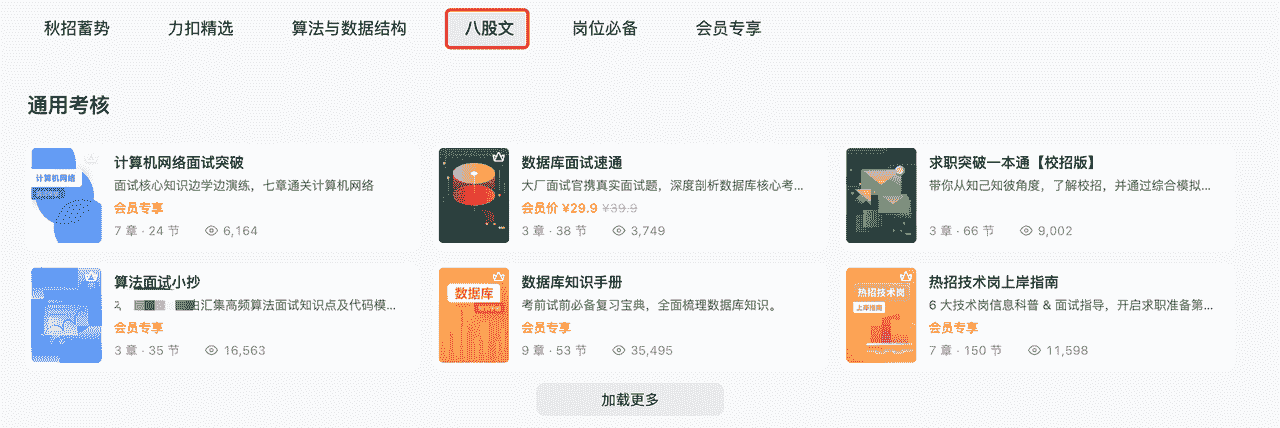 秋招蓄势 力扣精选 算法与数据结构 八股文 岗位必备 会员专享
通用考核
计算机网络
计算机网络面试突破
面试核心知识边学边演练，七章通关计算机网络
会员专享
7 章 · 24 节 6,164
数据库面试速通
大厂面试官携真实面试题，深度剖析数据库核心考...
会员价 ¥29.9 ¥39.9
3 章 · 38 节 3,749
求职突破一本通【校招版】
带你从知己知彼角度，了解校招，并通过综合模拟...
3 章 · 66 节 9,002
算法面试小抄
汇集高频算法面试知识点及代码模...
会员专享
3 章 · 35 节 16,563
数据库
数据库知识手册
考前试前必备复习宝典，全面梳理数据库知识。
会员专享
9 章 · 53 节 35,495
热招技术岗
上岸指南
热招技术岗上岸指南
6 大技术岗信息科普 & 面试指导，开启求职准备第...
会员专享
7 章 · 150 节 11,598
加载更多